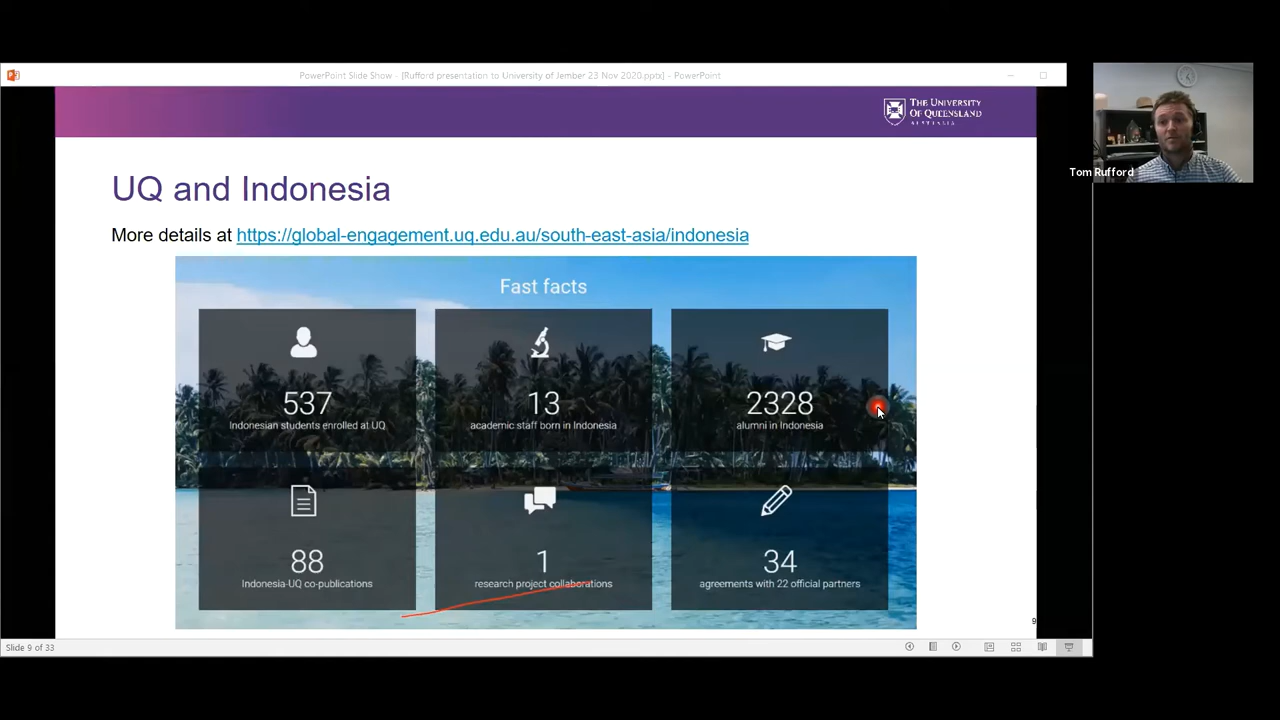 PowerPoint Slide Show - [Rufford presentation to University of Jember 23 Nov 2020.pptx] - PowerPoint
THE UNIVERSITY
OF QUEENSLAND
AUSTRALIA
Tom Rufford
UQ and Indonesia
More details at https://global-engagement.uq.edu.au/south-east-asia/indonesia
Fast facts
537
Indonesian students enrolled at UQ
13
academic staff born in Indonesia
2328
alumni in Indonesia
88
Indonesia-UQ co-publications
1
research project collaborations
34
agreements with 22 official partners
9
Slide 9 of 33